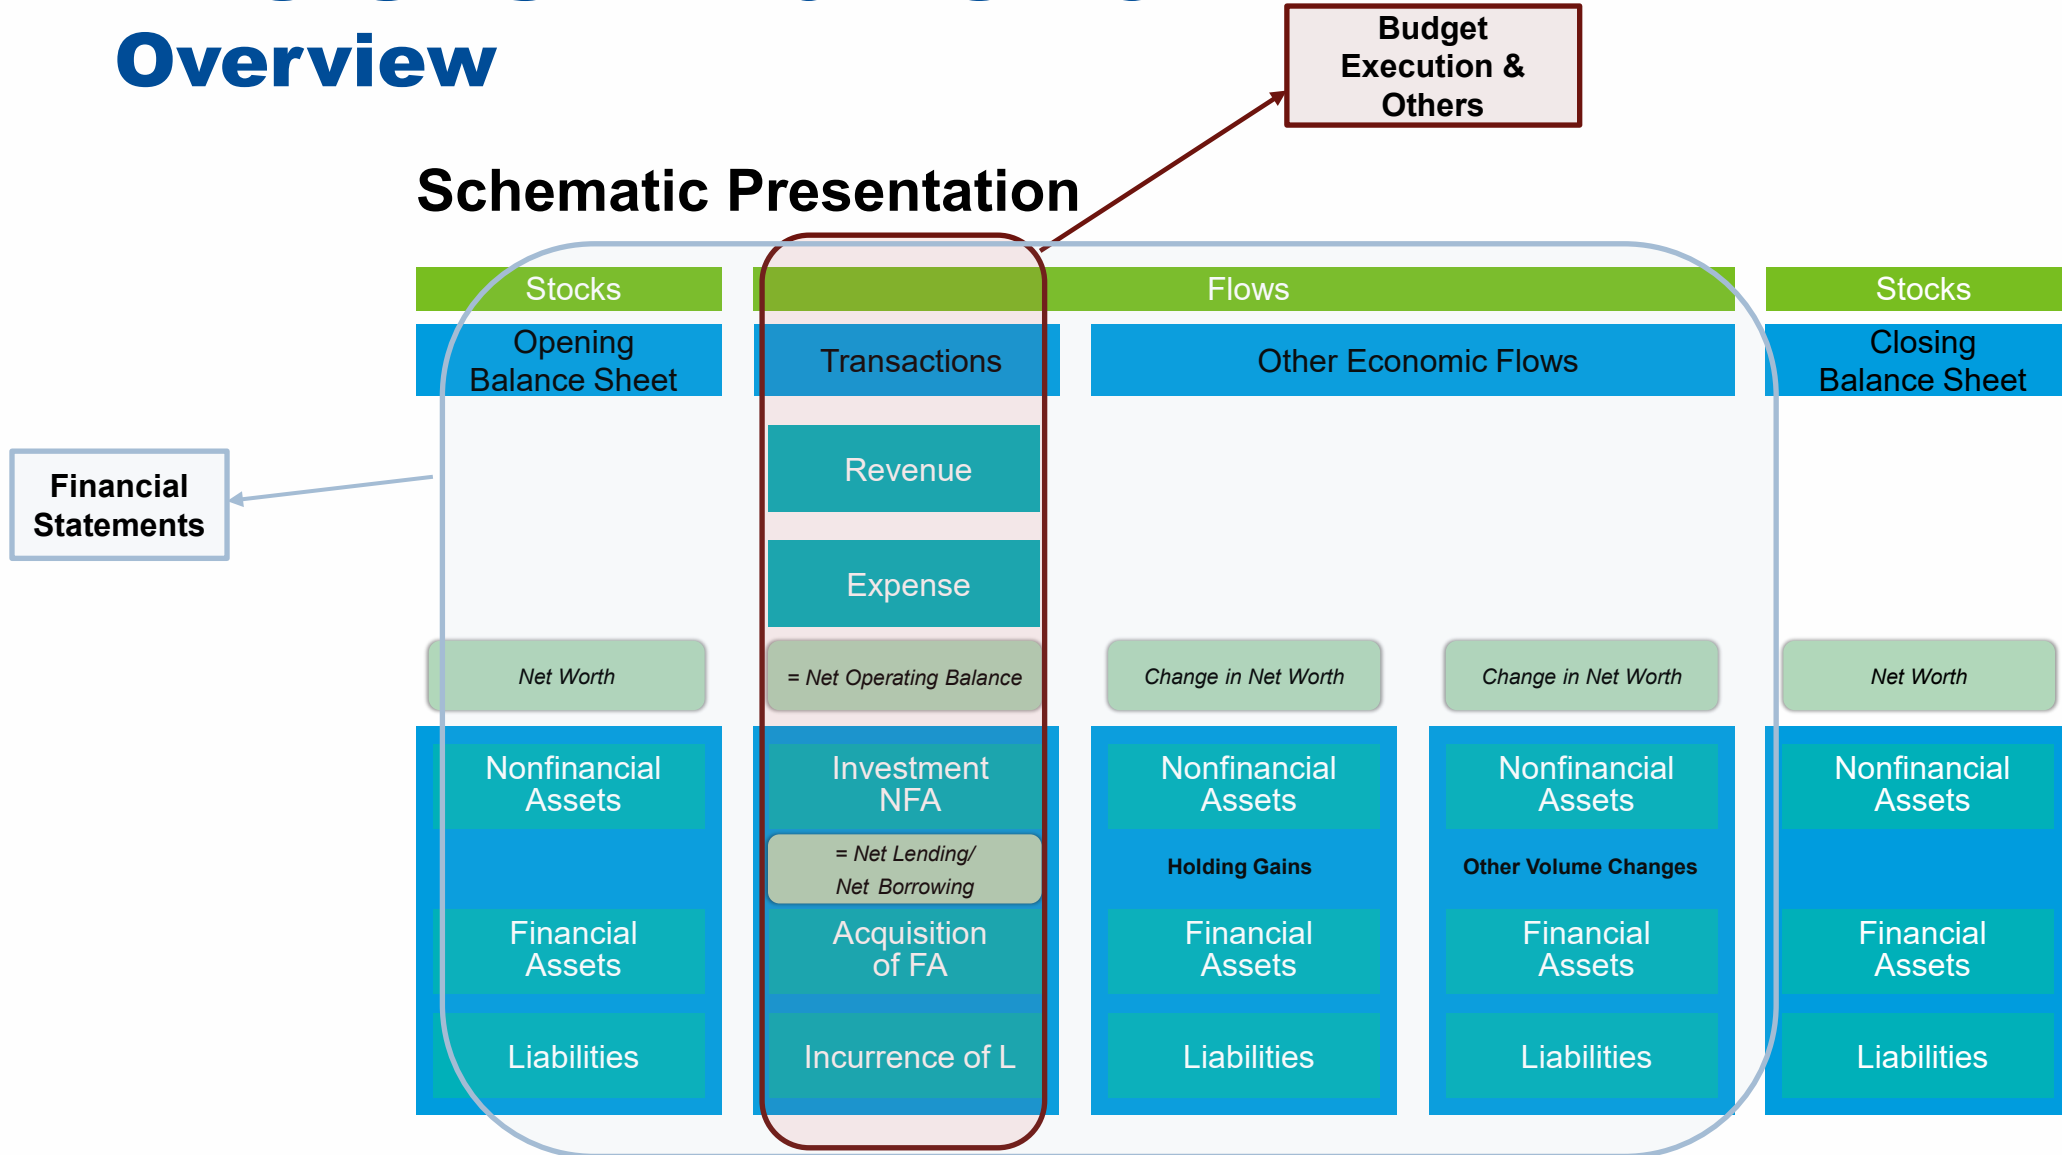 Overview
Budget
Execution &
Others
Schematic Presentation
Stocks
Flows
Stocks
Opening
Balance Sheet
Transactions
Other Economic Flows
Closing
Balance Sheet
Financial
Statements
Revenue
Expense
Net Worth
= Net Operating Balance
Change in Net Worth
Change in Net Worth
Net Worth
Nonfinancial
Assets
Investment
NFA
Nonfinancial
Assets
Nonfinancial
Assets
Nonfinancial
Assets
= Net Lending/
Net Borrowing
Holding Gains
Other Volume Changes
Financial
Assets
Acquisition
of FA
Financial
Assets
Financial
Assets
Financial
Assets
Liabilities
Incurrence of L
Liabilities
Liabilities
Liabilities